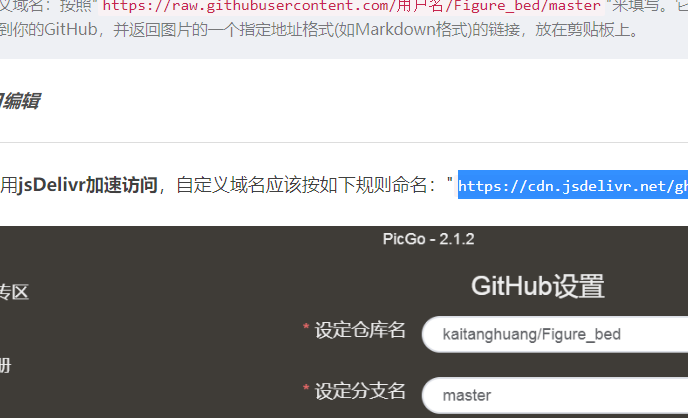 义域名：按照" https://raw.githubusercontent.com/用户名/Figure_bed/master "来填写。它
到你的GitHub，并返回图片的一个指定地址格式(如Markdown格式)的链接，放在剪贴板上。
编辑
用jsDelivr加速访问，自定义域名应该按如下规则命名："https://cdn.jsdelivr.net/gh
PicGo - 2.1.2
GitHub设置
专区
* 设定仓库名 kaitanghuang/Figure_bed
册
* 设定分支名 master